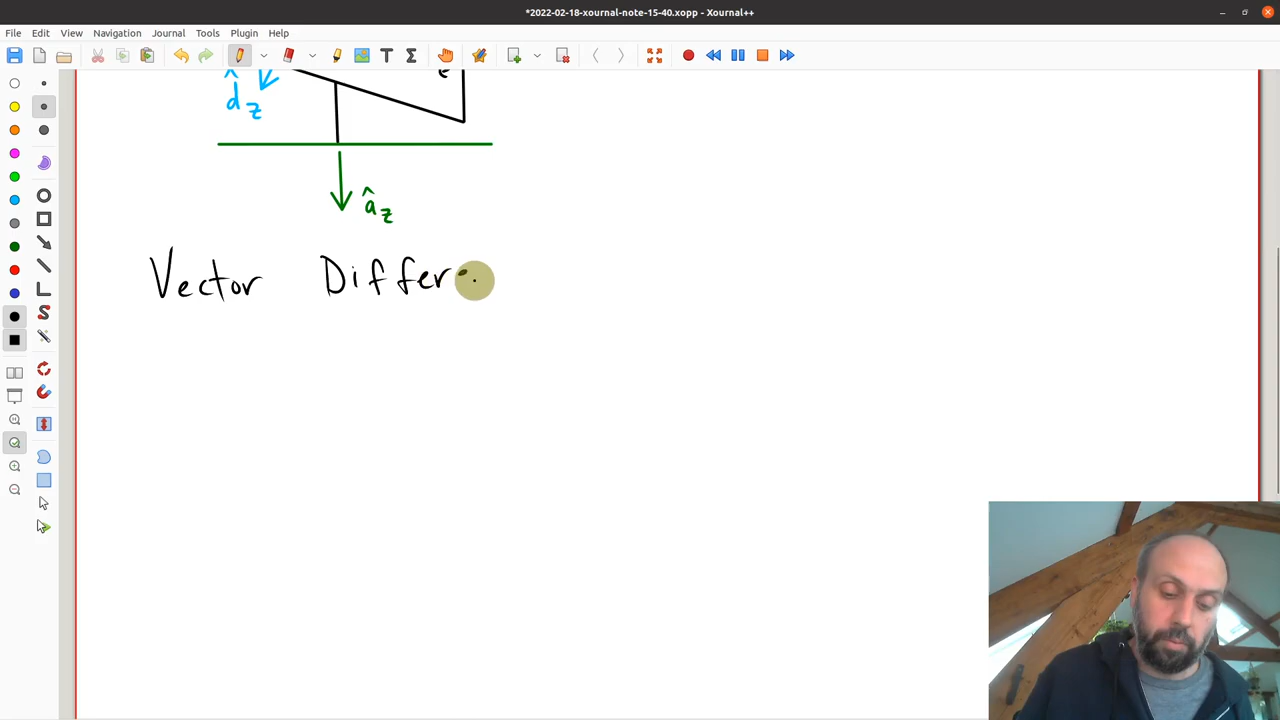 *2022-02-18-xournal-note-15-40.xopp - Xournal++
File Edit View Navigation Journal Tools Plugin Help
e
d̂z
âz
Vector Differ